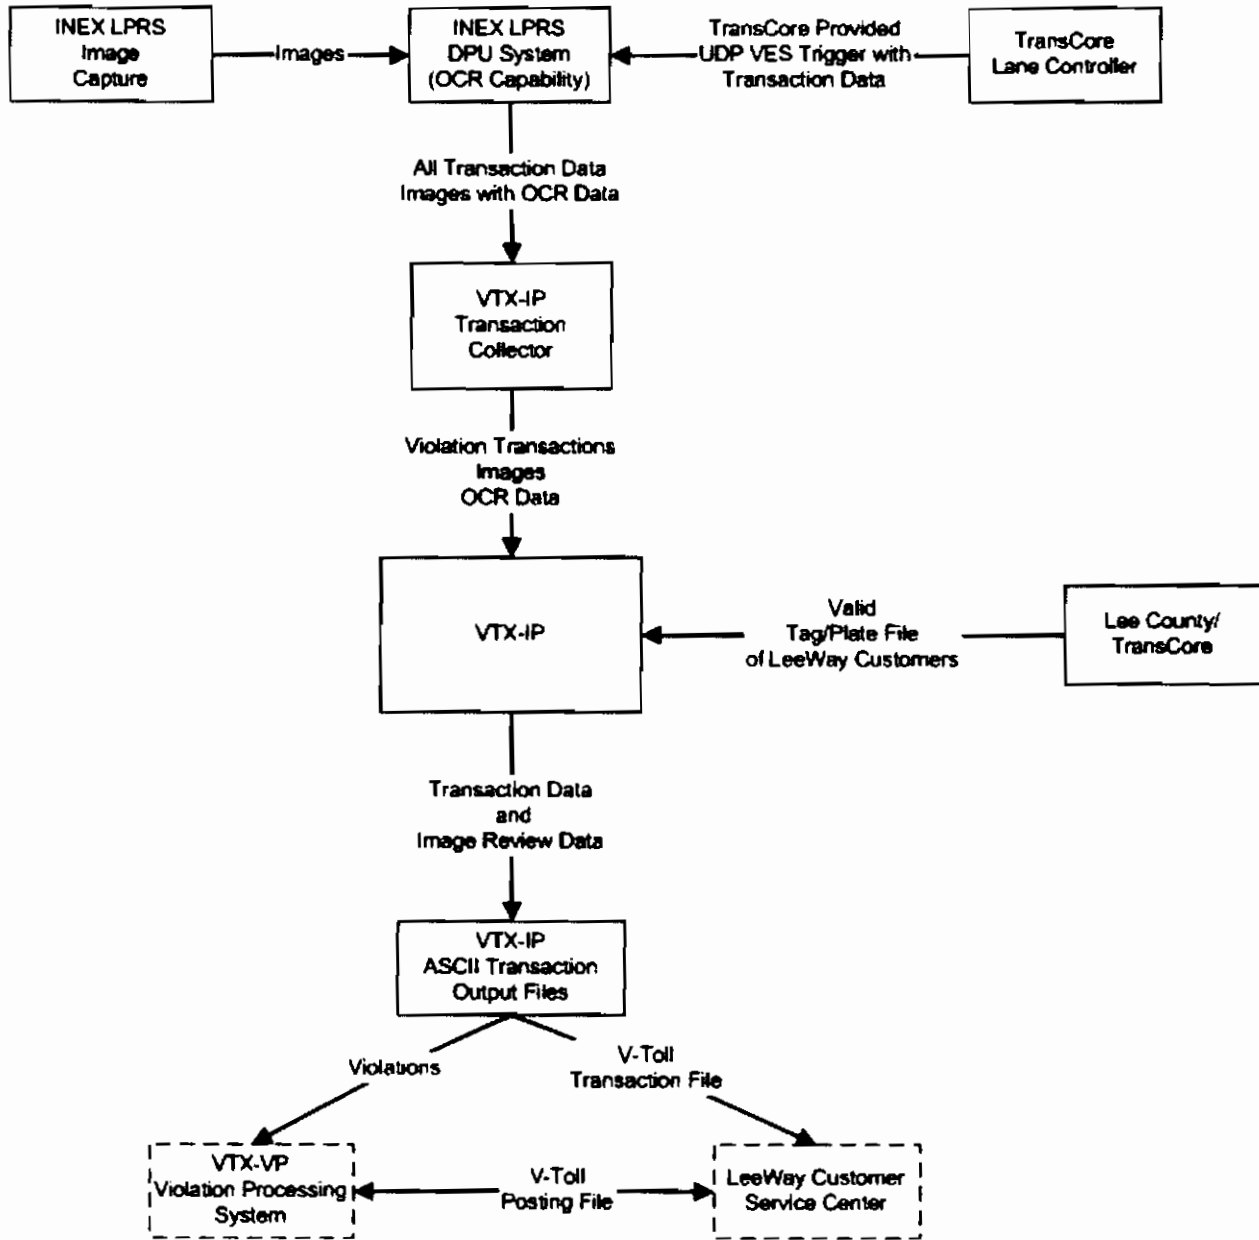 INEX LPRS
Image
Capture
Images
INEX LPRS
DPU System
(OCR Capability)
TransCore Provided
UDP VES Trigger with
Transaction Data
TransCore
Lane Controller
All Transaction Data
Images with OCR Data
VTX-IP
Transaction
Collector
Violation Transactions
Images
OCR Data
VTX-IP
Valid
Tag/Plate File
of LeeWay Customers
Lee County/
TransCore
Transaction Data
and
Image Review Data
VTX-IP
ASCII Transaction
Output Files
Violations
V-Toll
Transaction File
VTX-VP
Violation Processing
System
V-Toll
Posting File
LeeWay Customer
Service Center